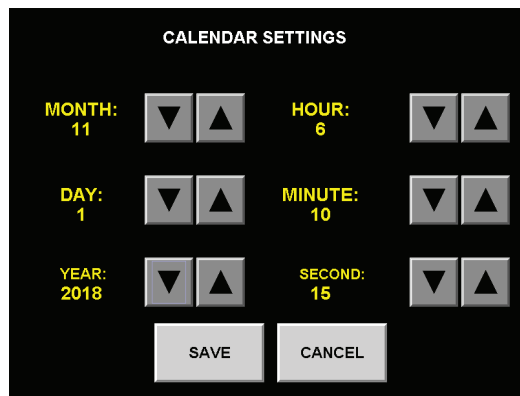 CALENDAR SETTINGS
MONTH:
11
HOUR:
6
DAY:
1
MINUTE:
10
YEAR:
2018
SECOND:
15
SAVE
CANCEL